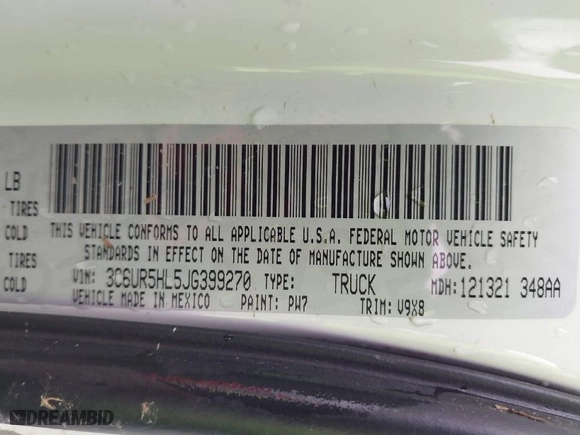 LB
TIRES
COLD
TIRES
COLD
THIS VEHICLE CONFORMS TO ALL APPLICABLE U.S.A. FEDERAL MOTOR VEHICLE SAFETY
STANDARDS IN EFFECT ON THE DATE OF MANUFACTURE SHOWN ABOVE.
VIN: 3C6UR5HL5JG399270 TYPE: TRUCK MDH: 121321 348AA
VEHICLE MADE IN MEXICO PAINT: PW7 TRIM: V9X8
DREAMBID